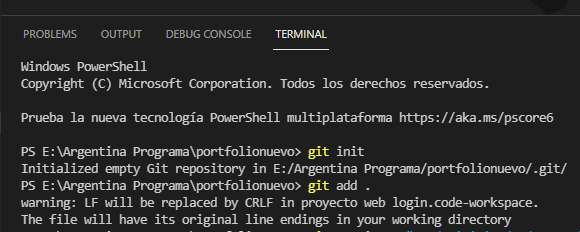 PROBLEMS OUTPUT DEBUG CONSOLE TERMINAL
Windows PowerShell
Copyright (C) Microsoft Corporation. Todos los derechos reservados.
Prueba la nueva tecnología PowerShell multiplataforma https://aka.ms/pscore6
PS E:\Argentina Programa\portfolionuevo> git init
Initialized empty Git repository in E:/Argentina Programa/portfolionuevo/.git/
PS E:\Argentina Programa\portfolionuevo> git add .
warning: LF will be replaced by CRLF in proyecto web login.code-workspace.
The file will have its original line endings in your working directory